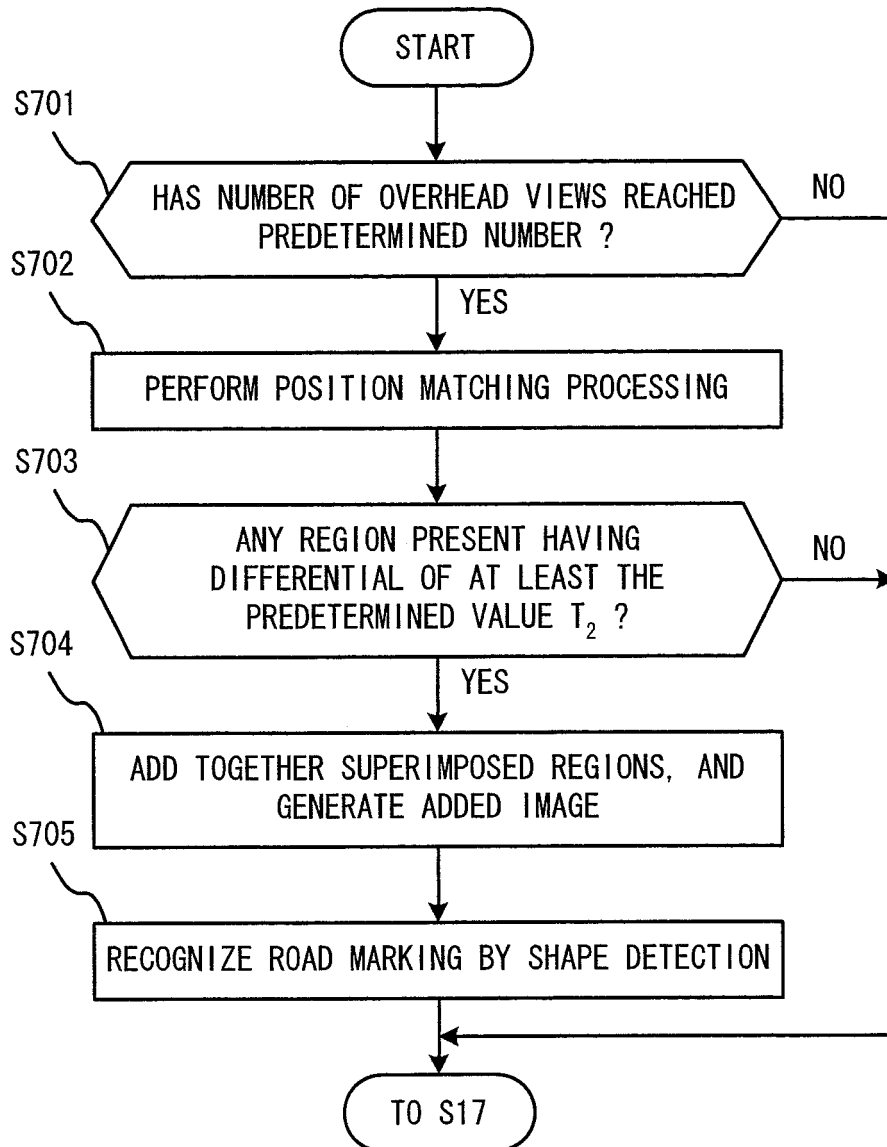 START
S701
HAS NUMBER OF OVERHEAD VIEWS REACHED
PREDETERMINED NUMBER ?
NO
YES
S702
PERFORM POSITION MATCHING PROCESSING
S703
ANY REGION PRESENT HAVING
DIFFERENTIAL OF AT LEAST THE
PREDETERMINED VALUE T₂ ?
NO
YES
S704
ADD TOGETHER SUPERIMPOSED REGIONS, AND
GENERATE ADDED IMAGE
S705
RECOGNIZE ROAD MARKING BY SHAPE DETECTION
TO S17